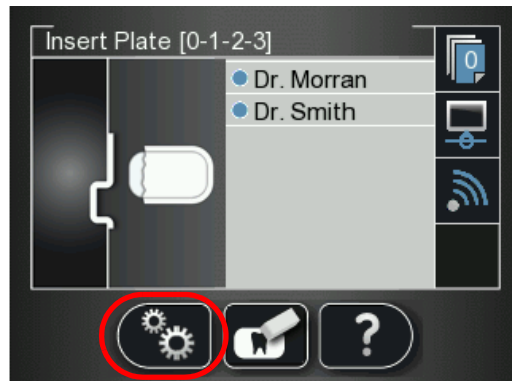 Insert Plate [0-1-2-3]
0
Dr. Morran
Dr. Smith
?